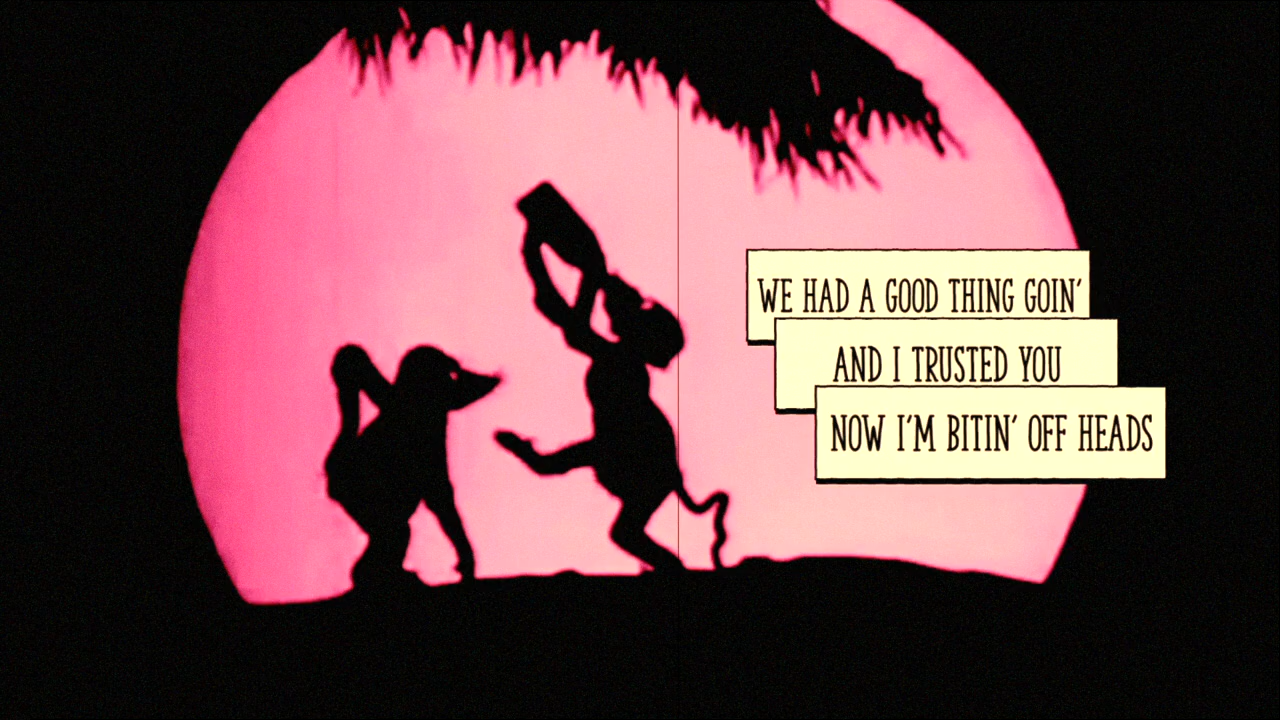 WE HAD A GOOD THING GOIN'
AND I TRUSTED YOU
NOW I'M BITIN' OFF HEADS